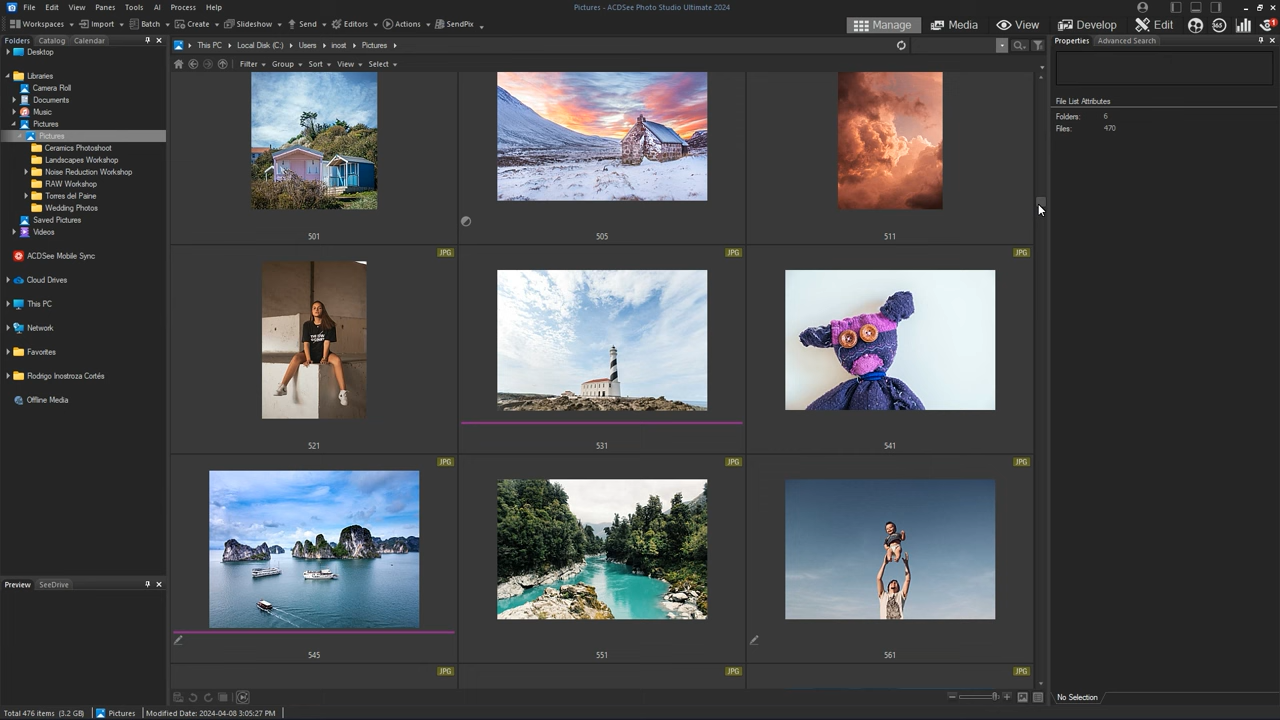 File Edit View Panes Tools AI Process Help
Pictures - ACDSee Photo Studio Ultimate 2024
Workspaces Import Batch Create Slideshow Send Editors Actions SendPix
Manage Media View Develop Edit
365
1
Folders Catalog Calendar
This PC Local Disk (C:) Users inost Pictures
Properties Advanced Search
Filter Group Sort View Select
Desktop
Libraries
Camera Roll
Documents
Music
Pictures
Pictures
Ceramics Photoshoot
Landscapes Workshop
Noise Reduction Workshop
RAW Workshop
Torres del Paine
Wedding Photos
Saved Pictures
Videos
ACDSee Mobile Sync
Cloud Drives
This PC
Network
Favorites
Rodrigo Inostroza Cortés
Offline Media
File List Attributes
Folders: 6
Files: 470
501 505 511
JPG JPG JPG
521 531 541
JPG JPG JPG
545 551 561
JPG JPG JPG
Preview SeeDrive
No Selection
Total 476 items (3.2 GB) Pictures Modified Date: 2024-04-08 3:05:27 PM